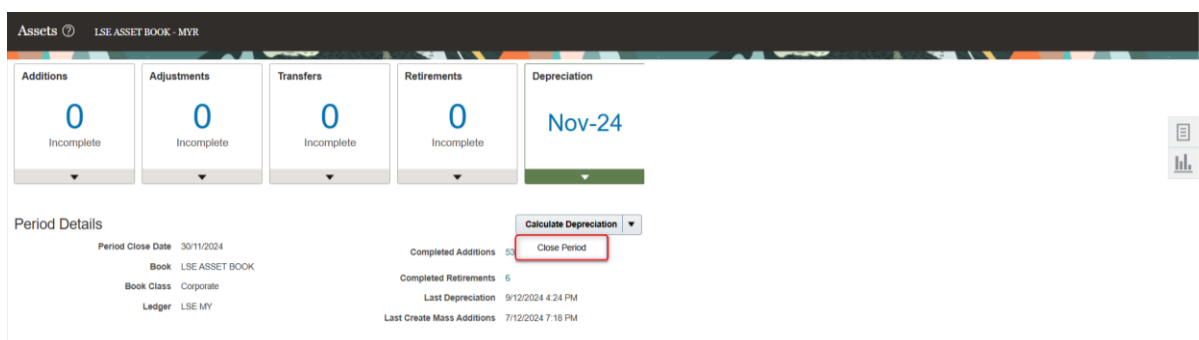 Assets ? LSE ASSET BOOK - MYR
Additions
0
Incomplete
Adjustments
0
Incomplete
Transfers
0
Incomplete
Retirements
0
Incomplete
Depreciation
Nov-24
Period Details
Calculate Depreciation
Close Period
Period Close Date 30/11/2024
Book LSE ASSET BOOK
Book Class Corporate
Ledger LSE MY
Completed Additions 53
Completed Retirements 6
Last Depreciation 9/12/2024 4:24 PM
Last Create Mass Additions 7/12/2024 7:18 PM